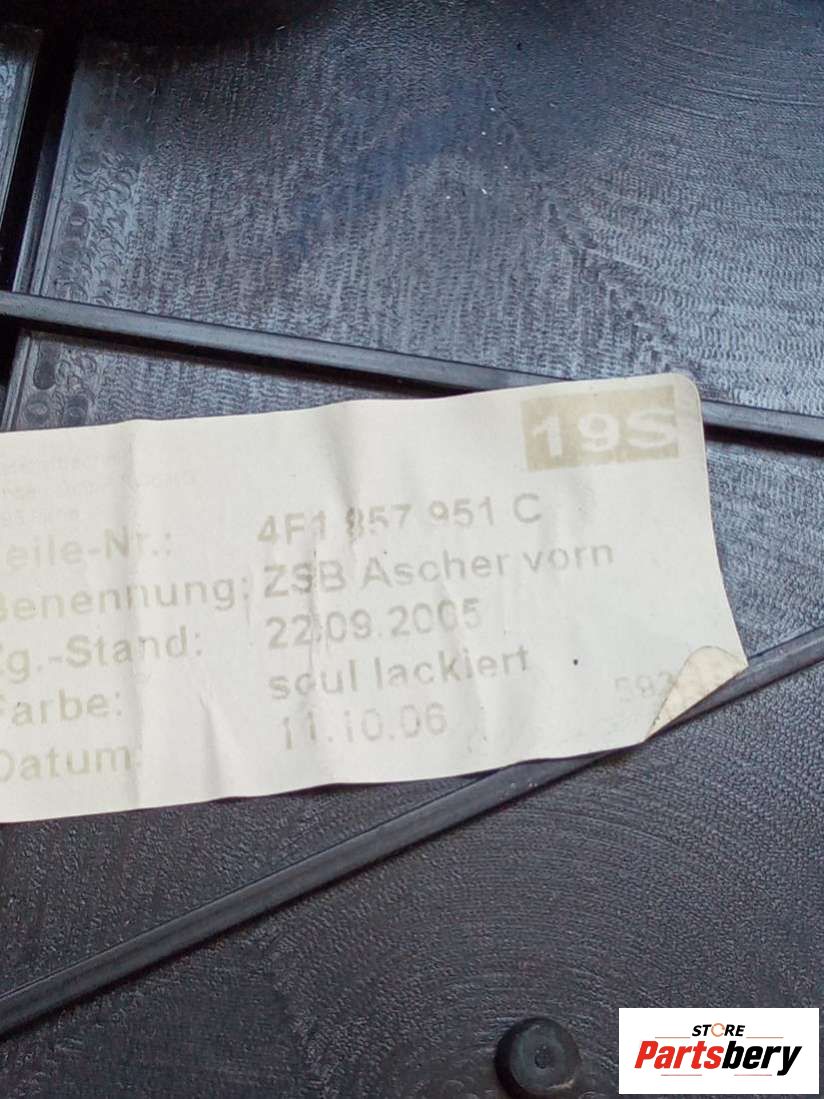 19S
eile-Nr.: 4F1 857 951 C
Benennung: ZSB Ascher vorn
Zg.-Stand: 22.09.2005
Farbe: soul lackiert
Datum: 11.10.06
STORE
Partsbery